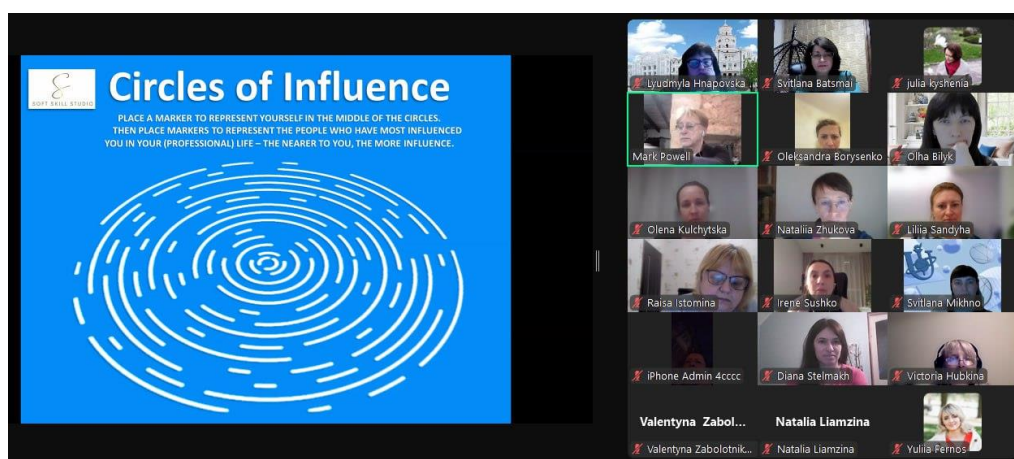 SOFT SKILL STUDIO
Circles of Influence
PLACE A MARKER TO REPRESENT YOURSELF IN THE MIDDLE OF THE CIRCLES.
THEN PLACE MARKERS TO REPRESENT THE PEOPLE WHO HAVE MOST INFLUENCED
YOU IN YOUR (PROFESSIONAL) LIFE – THE NEARER TO YOU, THE MORE INFLUENCE.
Lyudmyla Hnapovska
Svitlana Batsmai
julia kyshenia
Mark Powell
Oleksandra Borysenko
Olha Bilyk
Olena Kulchytska
Nataliia Zhukova
Liliia Sandyha
Raisa Istomina
Irene Sushko
Svitlana Mikhno
iPhone Admin 4cccc
Diana Stelmakh
Victoria Hubkina
Valentyna Zabol...
Natalia Liamzina
Valentyna Zabolotnik...
Natalia Liamzina
Yuliia Fernos